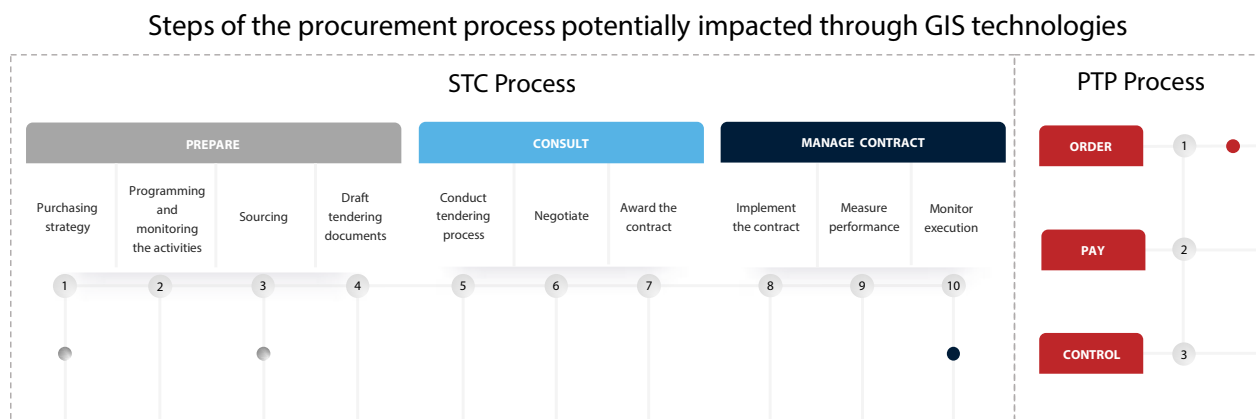 Steps of the procurement process potentially impacted through GIS technologies
STC Process
PTP Process
PREPARE
CONSULT
MANAGE CONTRACT
Purchasing
strategy
Programming
and
monitoring
the activities
Sourcing
Draft
tendering
documents
Conduct
tendering
process
Negotiate
Award the
contract
Implement
the contract
Measure
performance
Monitor
execution
1
2
3
4
5
6
7
8
9
10
ORDER
1
PAY
2
CONTROL
3